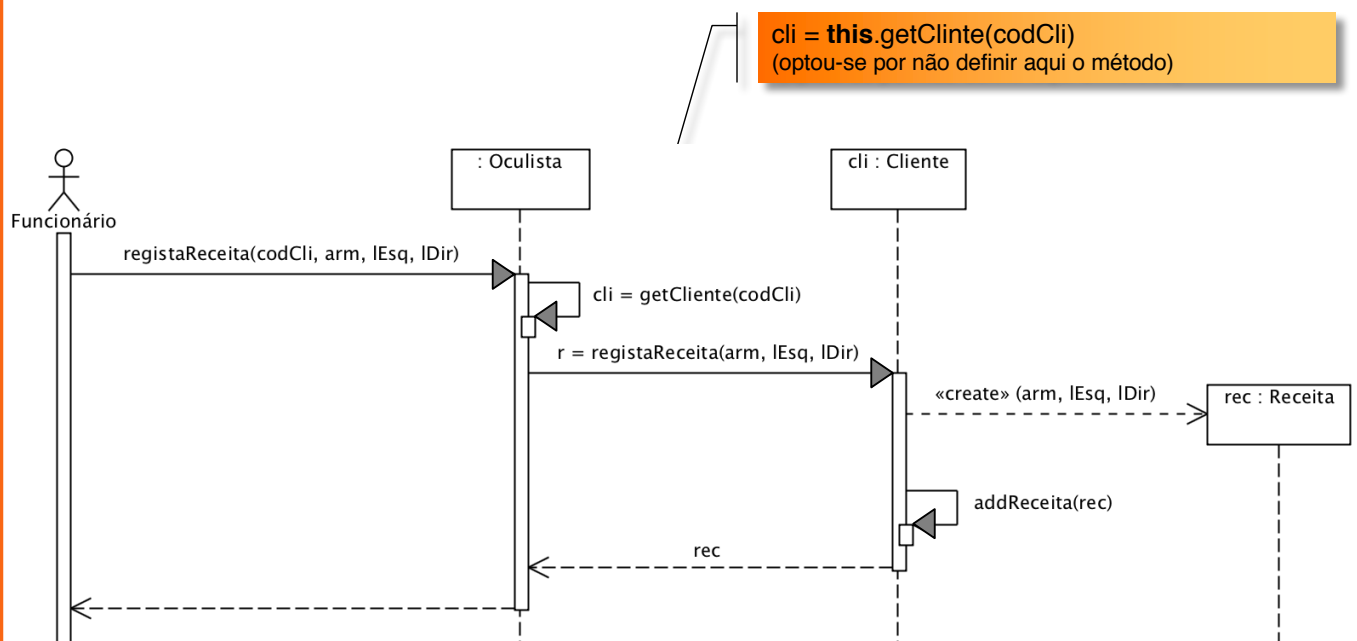 cli = this.getClinte(codCli)
(optou-se por não definir aqui o método)
: Oculista
cli : Cliente
Funcionário
registaReceita(codCli, arm, lEsq, lDir)
cli = getCliente(codCli)
r = registaReceita(arm, lEsq, lDir)
«create» (arm, lEsq, lDir)
rec : Receita
addReceita(rec)
rec